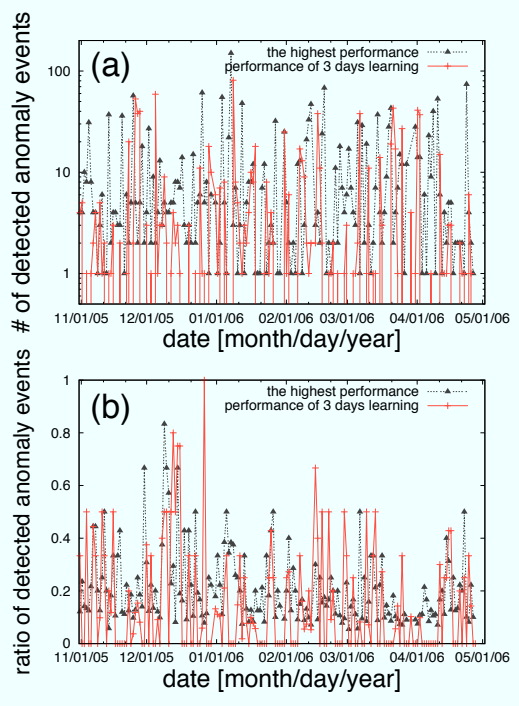 (a)
the highest performance
performance of 3 days learning
# of detected anomaly events
100
10
1
11/01/05 12/01/05 01/01/06 02/01/06 03/01/06 04/01/06 05/01/06
date [month/day/year]
(b)
the highest performance
performance of 3 days learning
ratio of detected anomaly events
1
0.8
0.6
0.4
0.2
0
11/01/05 12/01/05 01/01/06 02/01/06 03/01/06 04/01/06 05/01/06
date [month/day/year]